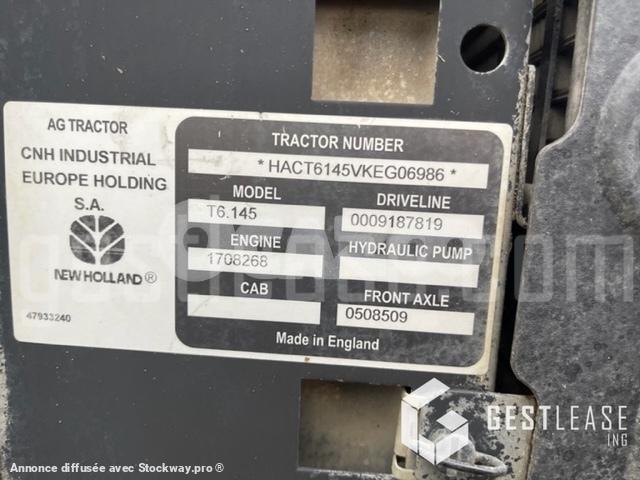 AG TRACTOR
CNH INDUSTRIAL
EUROPE HOLDING
S.A.
NEW HOLLAND®
47933240
TRACTOR NUMBER
* HACT6145VKEG06986 *
MODEL
T6.145
DRIVELINE
0009187819
ENGINE
1708268
HYDRAULIC PUMP
CAB
FRONT AXLE
0508509
Made in England
GESTLEASE
ING
Annonce diffusée avec Stockway.pro®